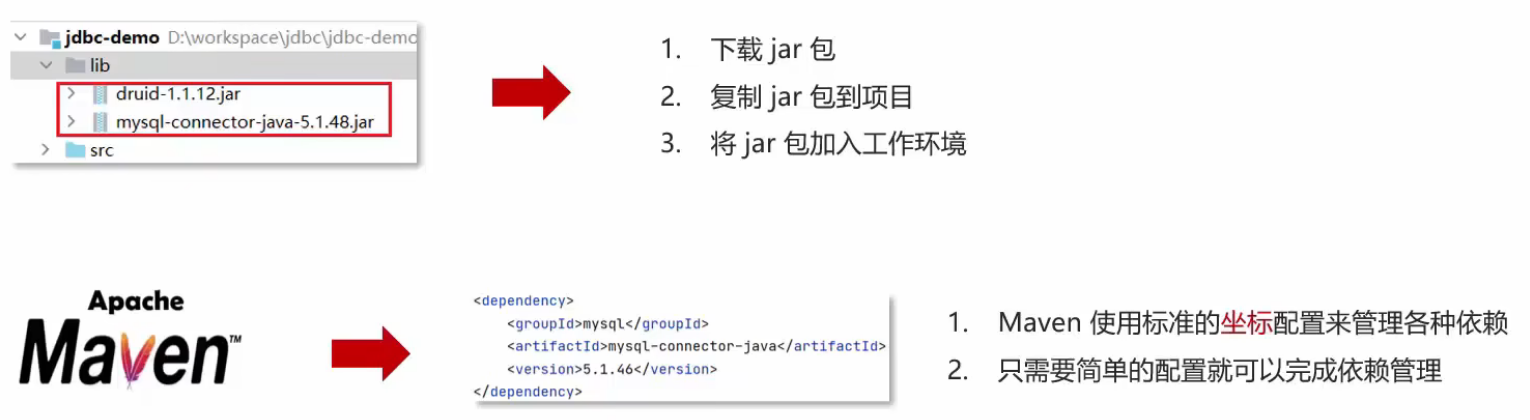 jdbc-demo D:\workspace\jdbc\jdbc-demo
lib
druid-1.1.12.jar
mysql-connector-java-5.1.48.jar
src
1. 下载 jar 包
2. 复制 jar 包到项目
3. 将 jar 包加入工作环境
Apache
Maven™
<dependency>
<groupId>mysql</groupId>
<artifactId>mysql-connector-java</artifactId>
<version>5.1.46</version>
</dependency>
1. Maven 使用标准的坐标配置来管理各种依赖
2. 只需要简单的配置就可以完成依赖管理